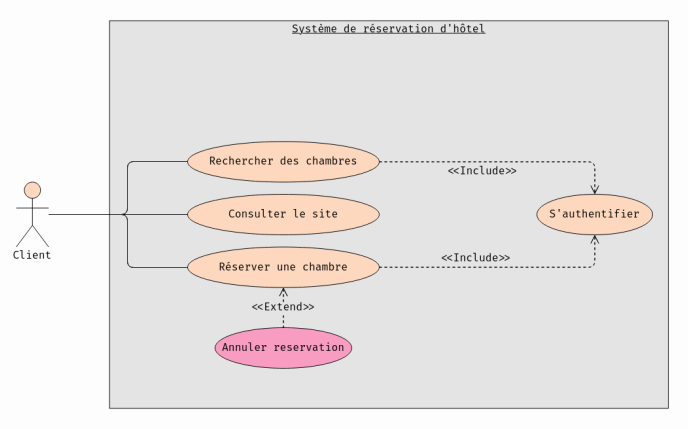 Système de réservation d'hôtel
Rechercher des chambres
<<Include>>
Consulter le site
S'authentifier
Client
Réserver une chambre
<<Include>>
<<Extend>>
Annuler reservation